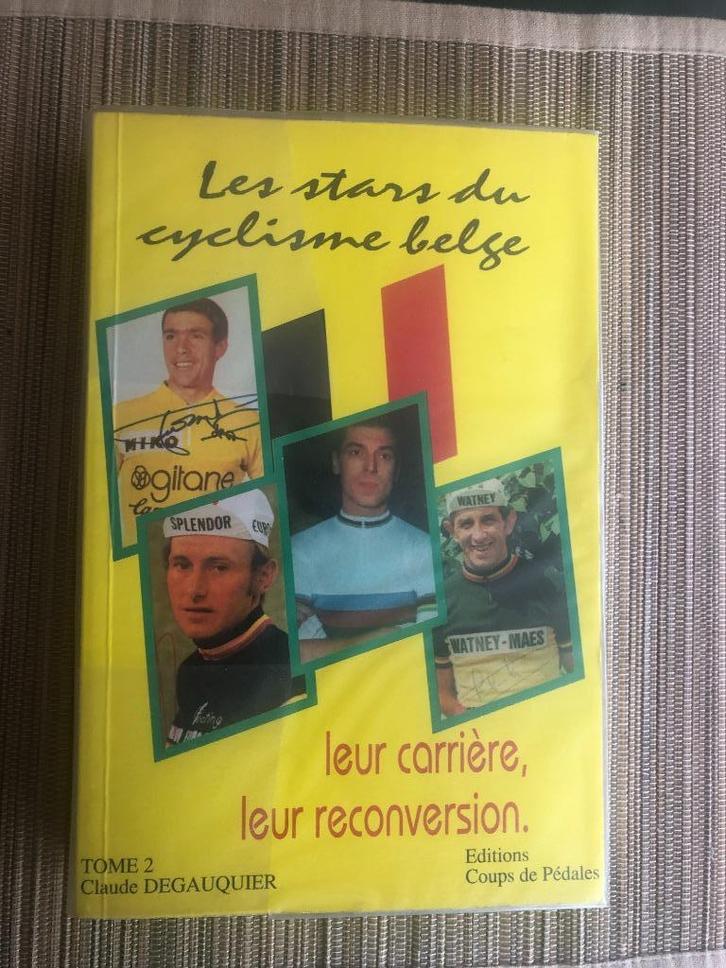 Les stars du
cyclisme belge
MIKO
gitane
SPLENDOR
WATNEY
WATNEY-MAES
leur carrière,
leur reconversion.
TOME 2
Claude DEGAUQUIER
Editions
Coups de Pédales